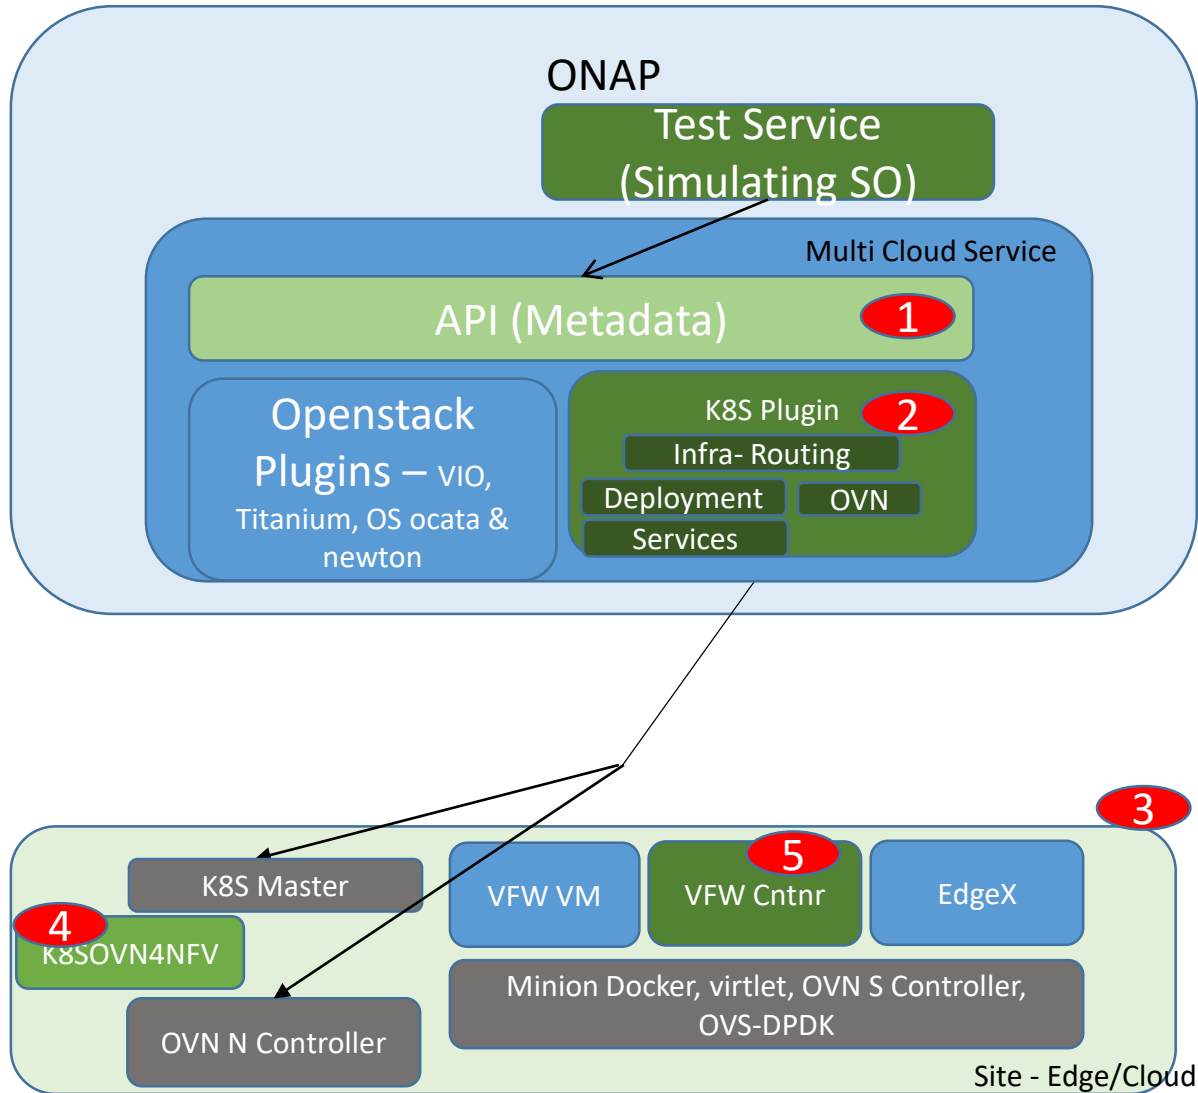 ONAP
Test Service
(Simulating SO)
Multi Cloud Service
API (Metadata)
1
Openstack
Plugins – VIO,
Titanium, OS ocata &
newton
K8S Plugin
2
Infra- Routing
Deployment
OVN
Services
3
K8S Master
4
K8SOVN4NFV
OVN N Controller
VFW VM
5
VFW Cntnr
EdgeX
Minion Docker, virtlet, OVN S Controller,
OVS-DPDK
Site - Edge/Cloud